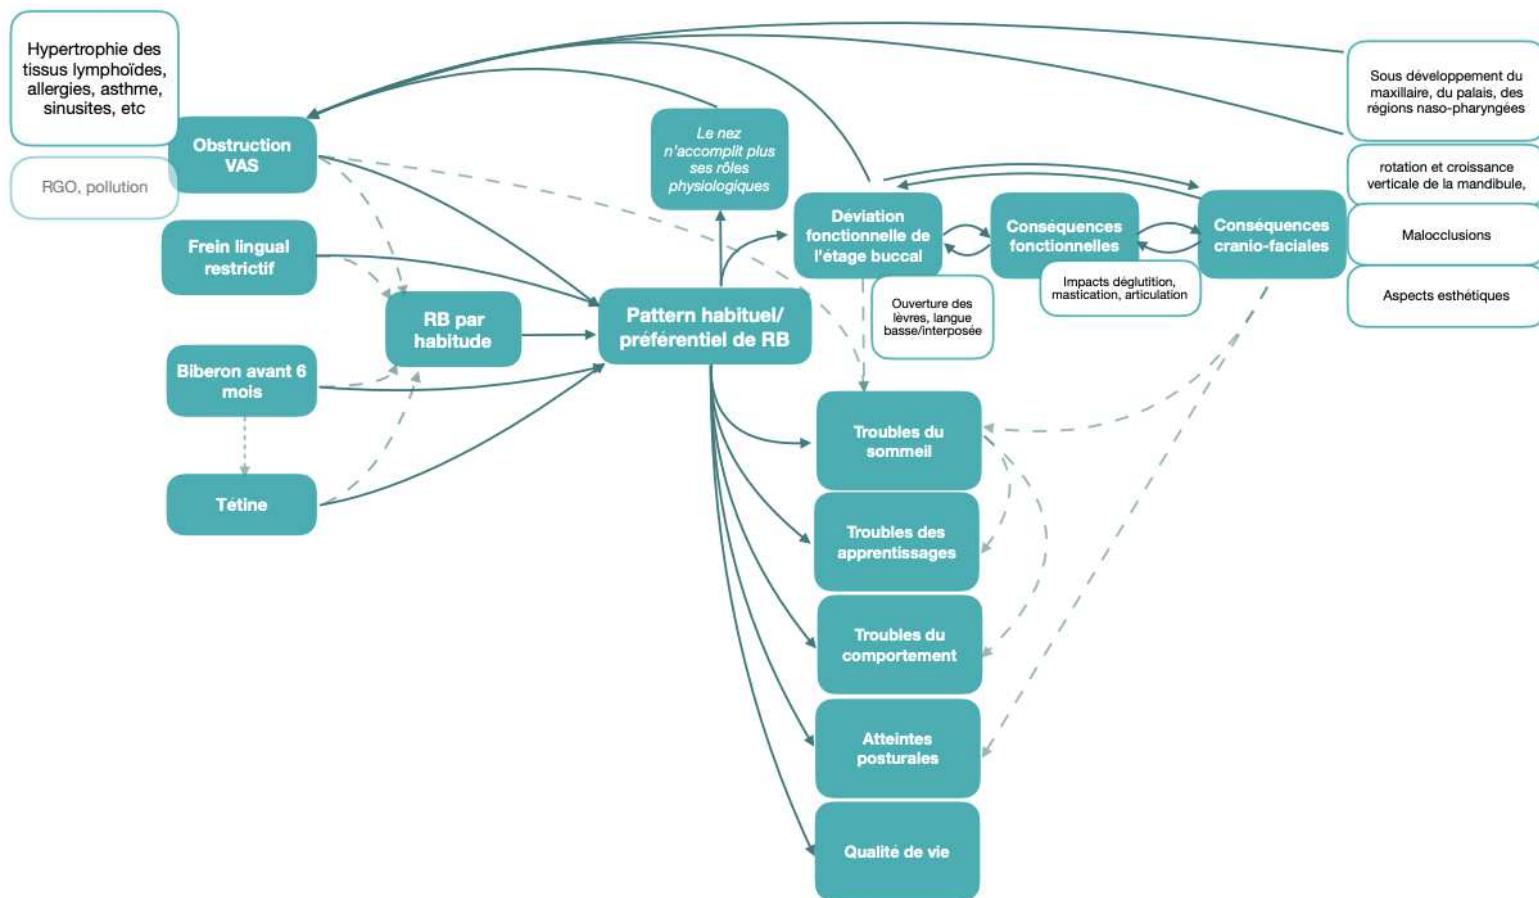 Hypertrophie des
tissus lymphoïdes,
allergies, asthme,
sinusites, etc
Obstruction
VAS
RGO, pollution
Frein lingual
restrictif
RB par
habitude
Biberon avant 6
mois
Tétine
Pattern habituel/
préférentiel de RB
Le nez
n'accomplit plus
ses rôles
physiologiques
Déviation
fonctionnelle de
l'étage buccal
Ouverture des
lèvres, langue
basse/interposée
Conséquences
fonctionnelles
Impacts déglutition,
mastication, articulation
Conséquences
cranio-faciales
Sous développement du
maxillaire, du palais, des
régions naso-pharyngées
rotation et croissance
verticale de la mandibule,
Malocclusions
Aspects esthétiques
Troubles du
sommeil
Troubles des
apprentissages
Troubles du
comportement
Atteintes
posturales
Qualité de vie